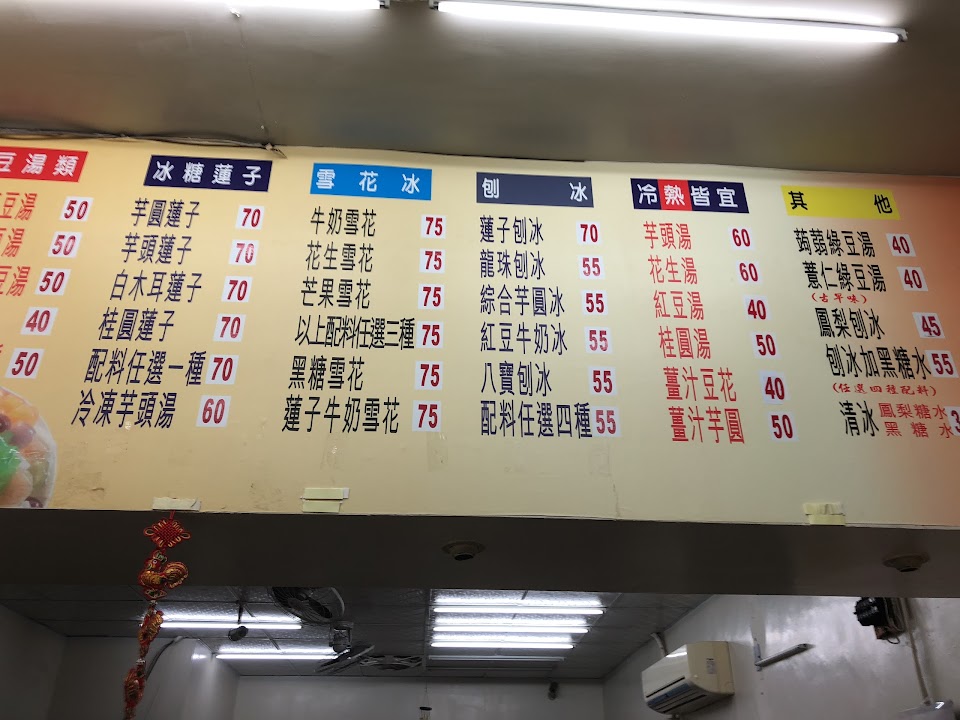 豆湯類
豆湯 50
湯 50
豆湯 50
40
50
冰糖蓮子
芋圓蓮子 70
芋頭蓮子 70
白木耳蓮子 70
桂圓蓮子 70
配料任選一種 70
冷凍芋頭湯 60
雪花冰
牛奶雪花 75
花生雪花 75
芒果雪花 75
以上配料任選三種 75
黑糖雪花 75
蓮子牛奶雪花 75
刨冰
蓮子刨冰 70
龍珠刨冰 55
綜合芋圓冰 55
紅豆牛奶冰 55
八寶刨冰 55
配料任選四種 55
冷熱皆宜
芋頭湯 60
花生湯 60
紅豆湯 40
桂圓湯 50
薑汁豆花 40
薑汁芋圓 50
其他
蒟蒻綠豆湯 40
薏仁綠豆湯 40
(古早味)
鳳梨刨冰 45
刨冰加黑糖水 55
(任選四種配料)
清冰 鳳梨糖水
黑糖水